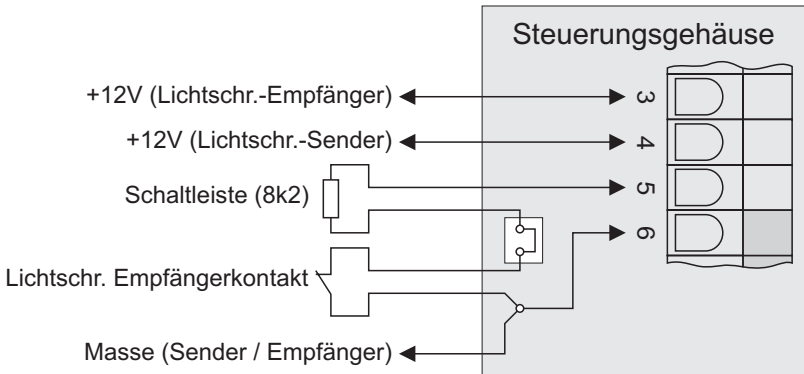 Steuerungsgehäuse
+12V (Lichtschr.-Empfänger) 3
+12V (Lichtschr.-Sender) 4
Schaltleiste (8k2) 5
6
Lichtschr. Empfängerkontakt
Masse (Sender / Empfänger)